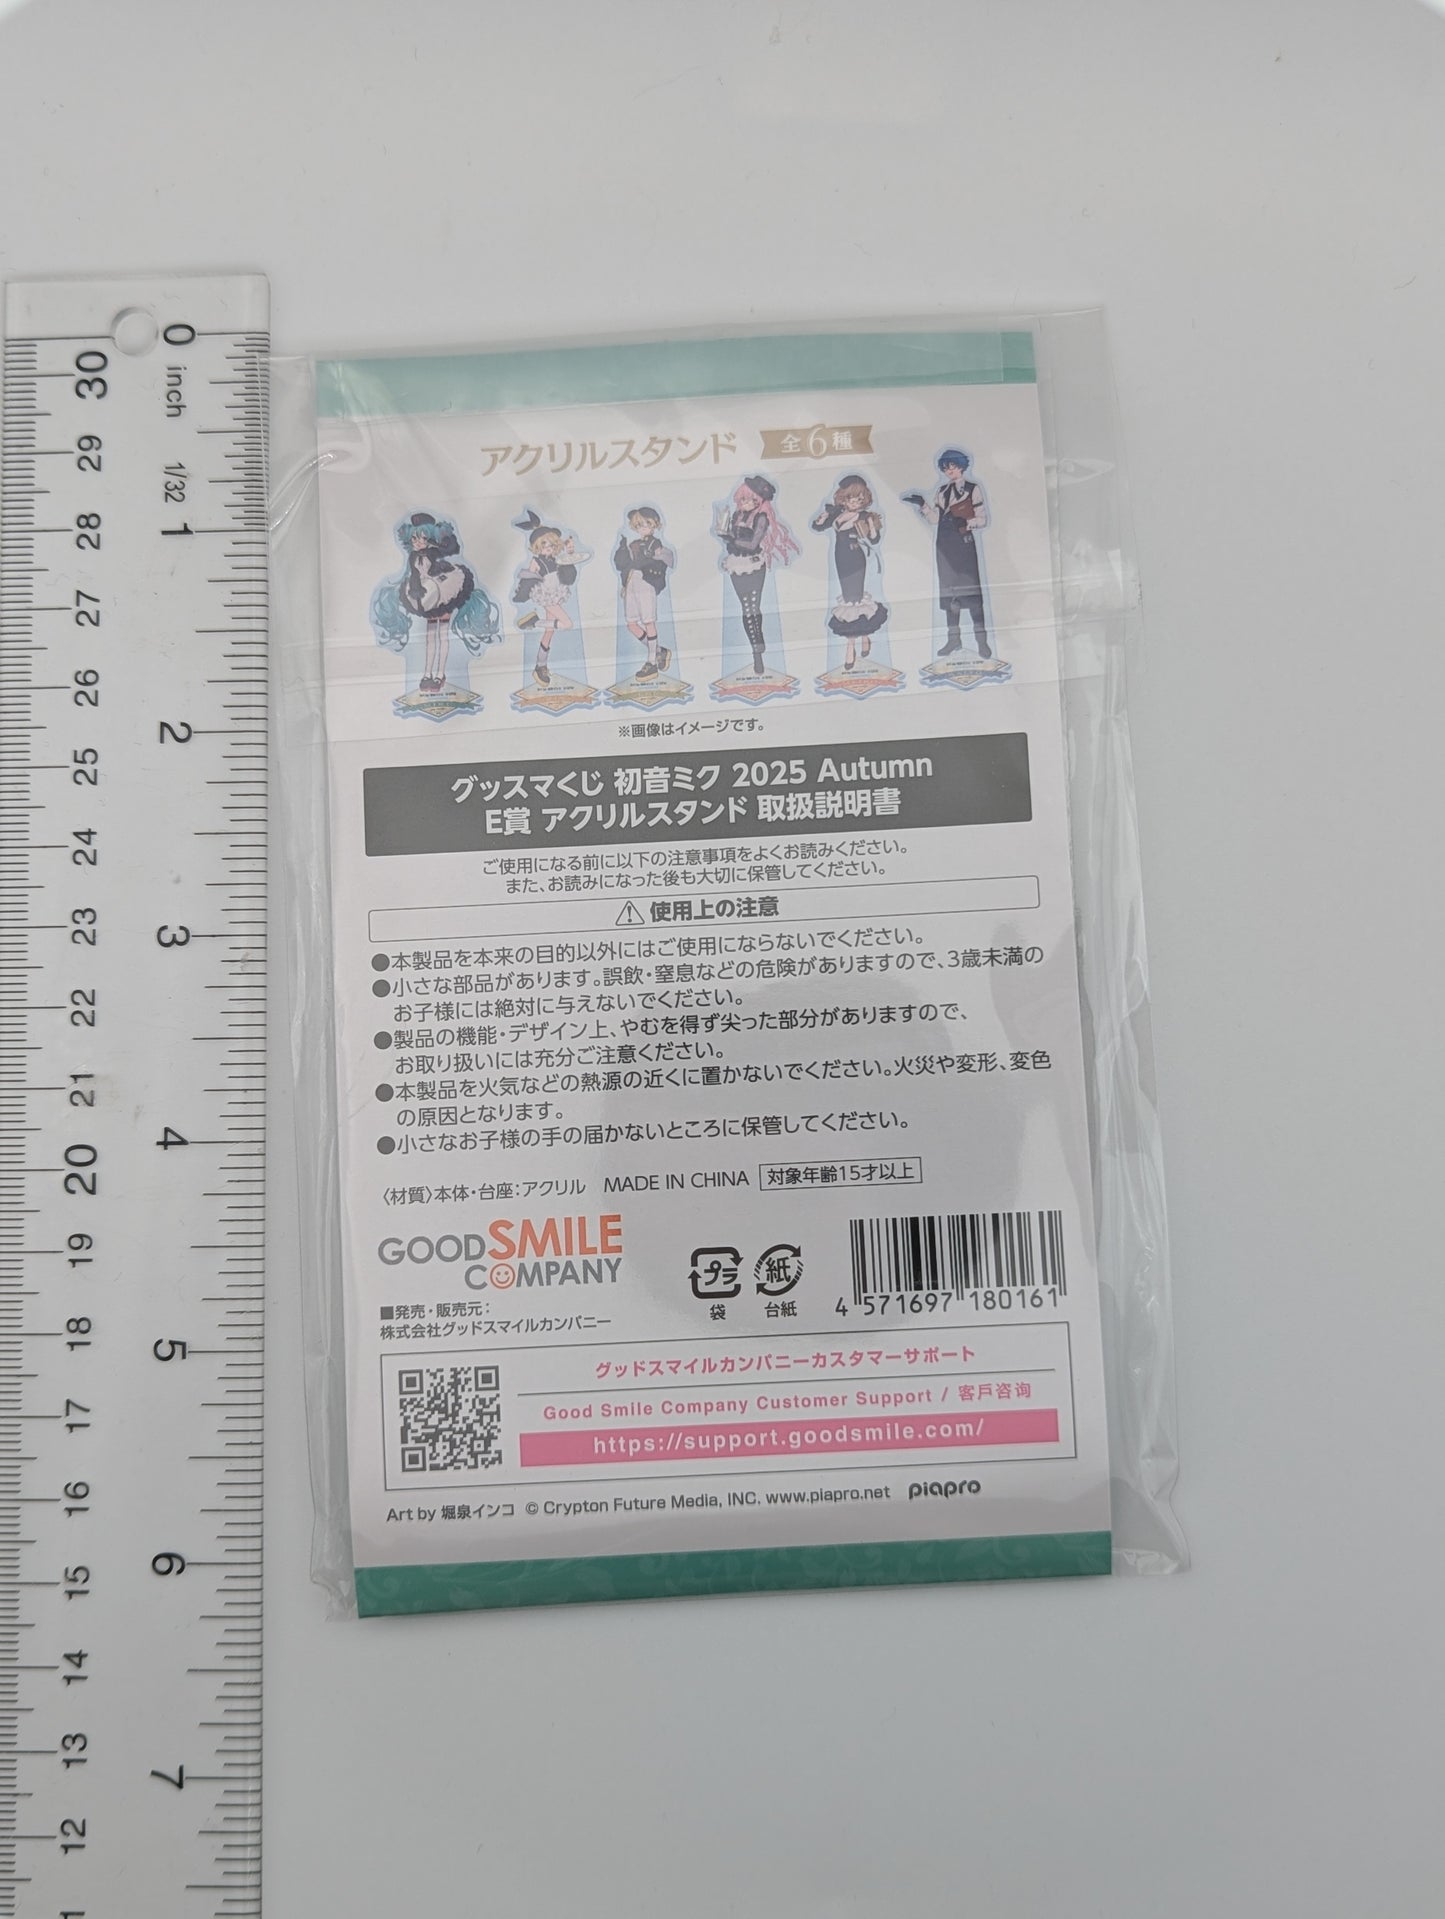 0
inch
1/32
1
2
3
4
5
6
7
30
29
28
27
26
25
24
23
22
21
20
19
18
17
16
15
14
13
12
アクリルスタンド 全6種
※画像はイメージです。
グッスマくじ 初音ミク 2025 Autumn
E賞 アクリルスタンド 取扱説明書
ご使用になる前に以下の注意事項をよくお読みください。
また、お読みになった後も大切に保管してください。
使用上の注意
●本製品を本来の目的以外にはご使用にならないでください。
●小さな部品があります。誤飲・窒息などの危険がありますので、3歳未満の
お子様には絶対に与えないでください。
●製品の機能・デザイン上、やむを得ず尖った部分がありますので、
お取り扱いには充分ご注意ください。
●本製品を火気などの熱源の近くに置かないでください。火災や変形、変色
の原因となります。
●小さなお子様の手の届かないところに保管してください。
〈材質〉本体・台座：アクリル MADE IN CHINA 対象年齢15才以上
GOOD SMILE
COMPANY
プラ
袋
紙
台紙
4 571697 180161
■発売・販売元：
株式会社グッドスマイルカンパニー
グッドスマイルカンパニーカスタマーサポート
Good Smile Company Customer Support / 客戶咨询
https://support.goodsmile.com/
Art by 堀泉インコ © Crypton Future Media, INC. www.piapro.net piapro